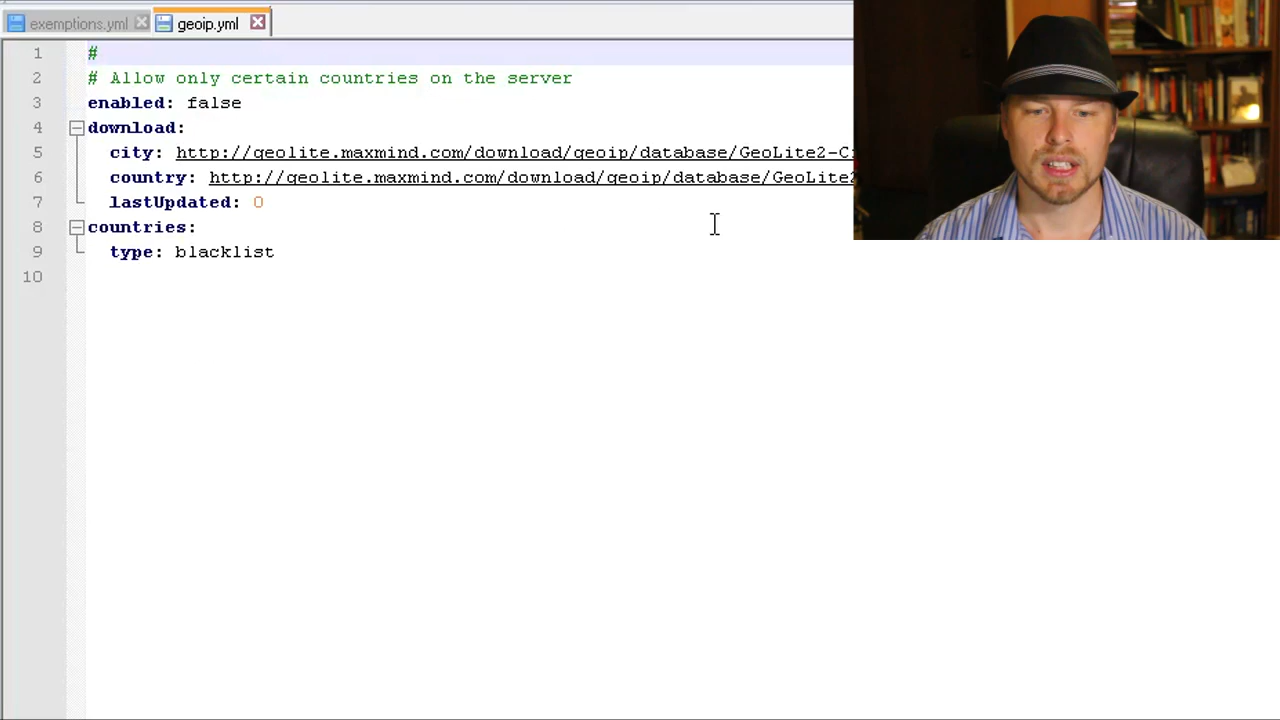 exemptions.yml
geoip.yml
1 #
2 # Allow only certain countries on the server
3 enabled: false
4 download:
5 city: http://geolite.maxmind.com/download/geoip/database/GeoLite2-
6 country: http://geolite.maxmind.com/download/geoip/database/GeoLite2
7 lastUpdated: 0
8 countries:
9 type: blacklist
10